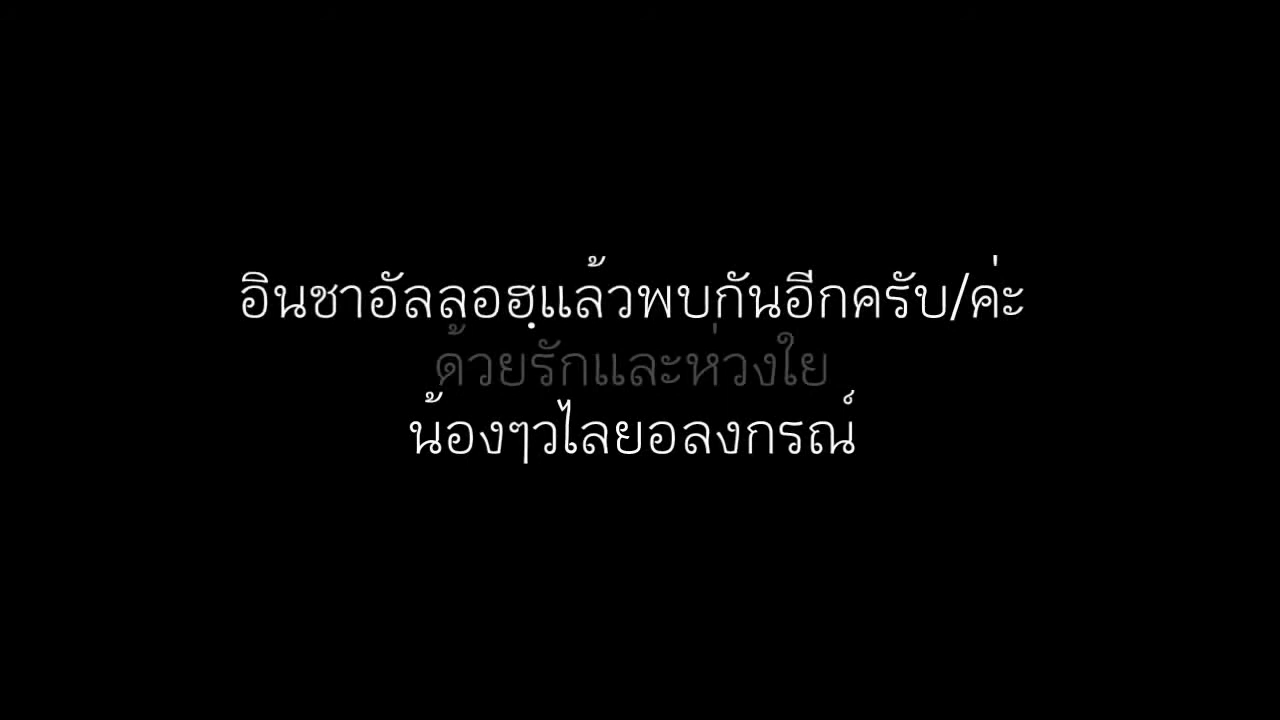 อินชาอัลลอฮฺแล้วพบกันอีกครับ/ค่ะ
ด้วยรักและห่วงใย
น้องๆวไลยอลงกรณ์